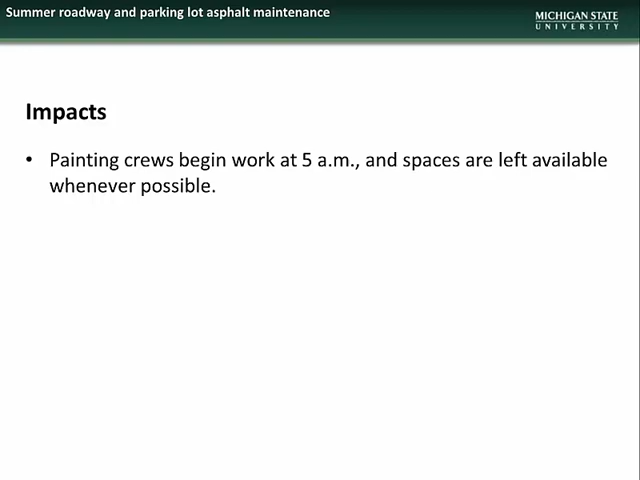 Summer roadway and parking lot asphalt maintenance
MICHIGAN STATE
UNIVERSITY
Impacts
• Painting crews begin work at 5 a.m., and spaces are left available
whenever possible.